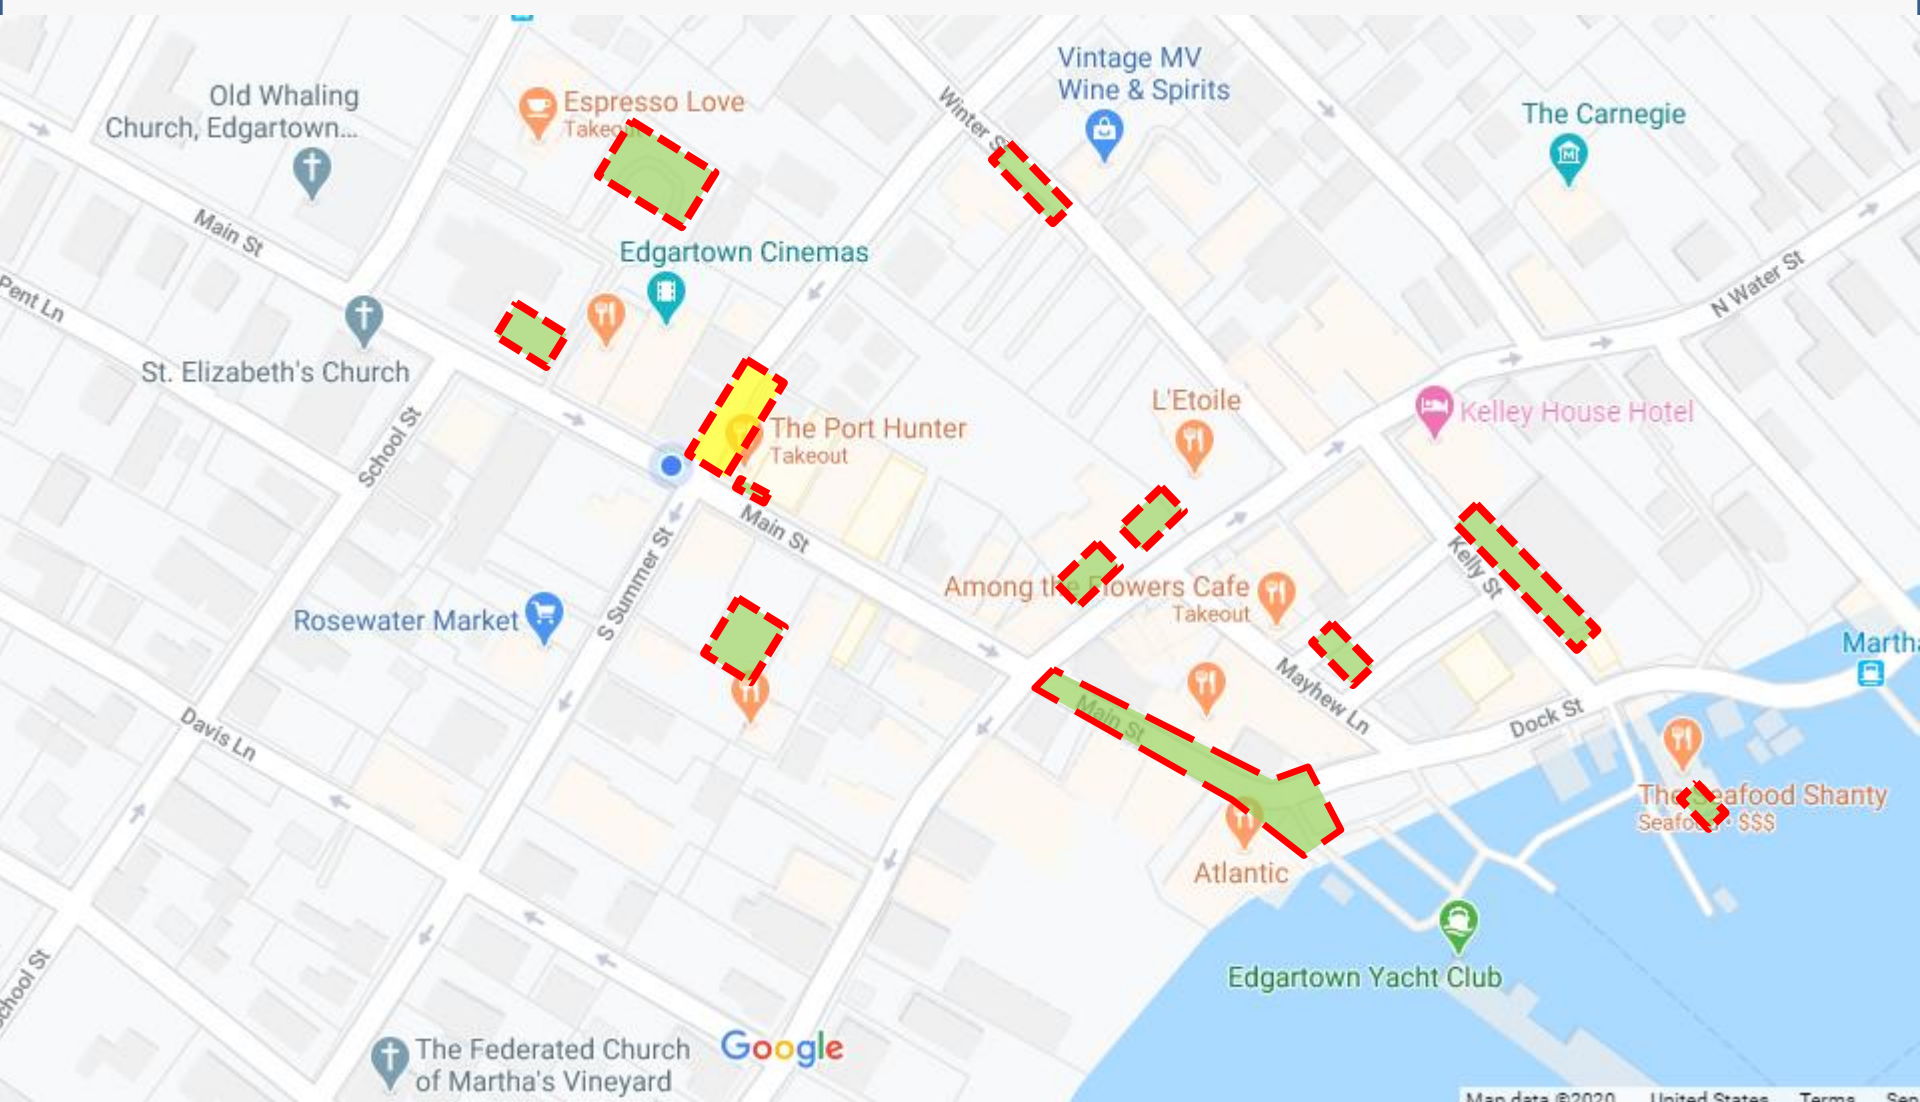 Vintage MV
Wine & Spirits
Old Whaling
Church, Edgartown...
Espresso Love
Takeout
Winter St
The Carnegie
Main St
Edgartown Cinemas
N Water St
Pent Ln
St. Elizabeth's Church
School St
The Port Hunter
Takeout
L'Etoile
Kelley House Hotel
Main St
S Summer St
Kelly St
Among the Flowers Cafe
Takeout
Rosewater Market
Martha
Mayhew Ln
Dock St
Main St
Davis Ln
The Seafood Shanty
Seafood · $$$
Atlantic
Edgartown Yacht Club
School St
Google
The Federated Church
of Martha's Vineyard
Map data ©2020 United States Terms Sen